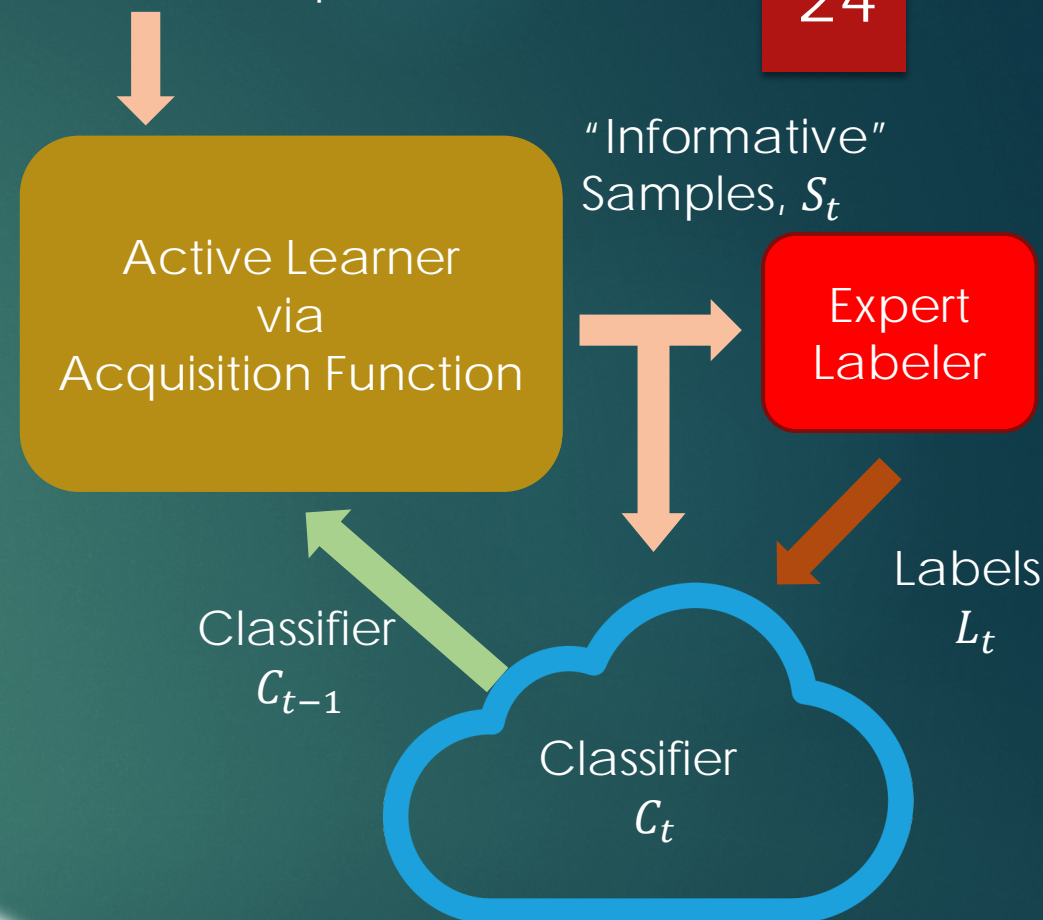 24
“Informative”
Samples, S_t
Active Learner
via
Acquisition Function
Expert
Labeler
Labels
L_t
Classifier
C_{t−1}
Classifier
C_t